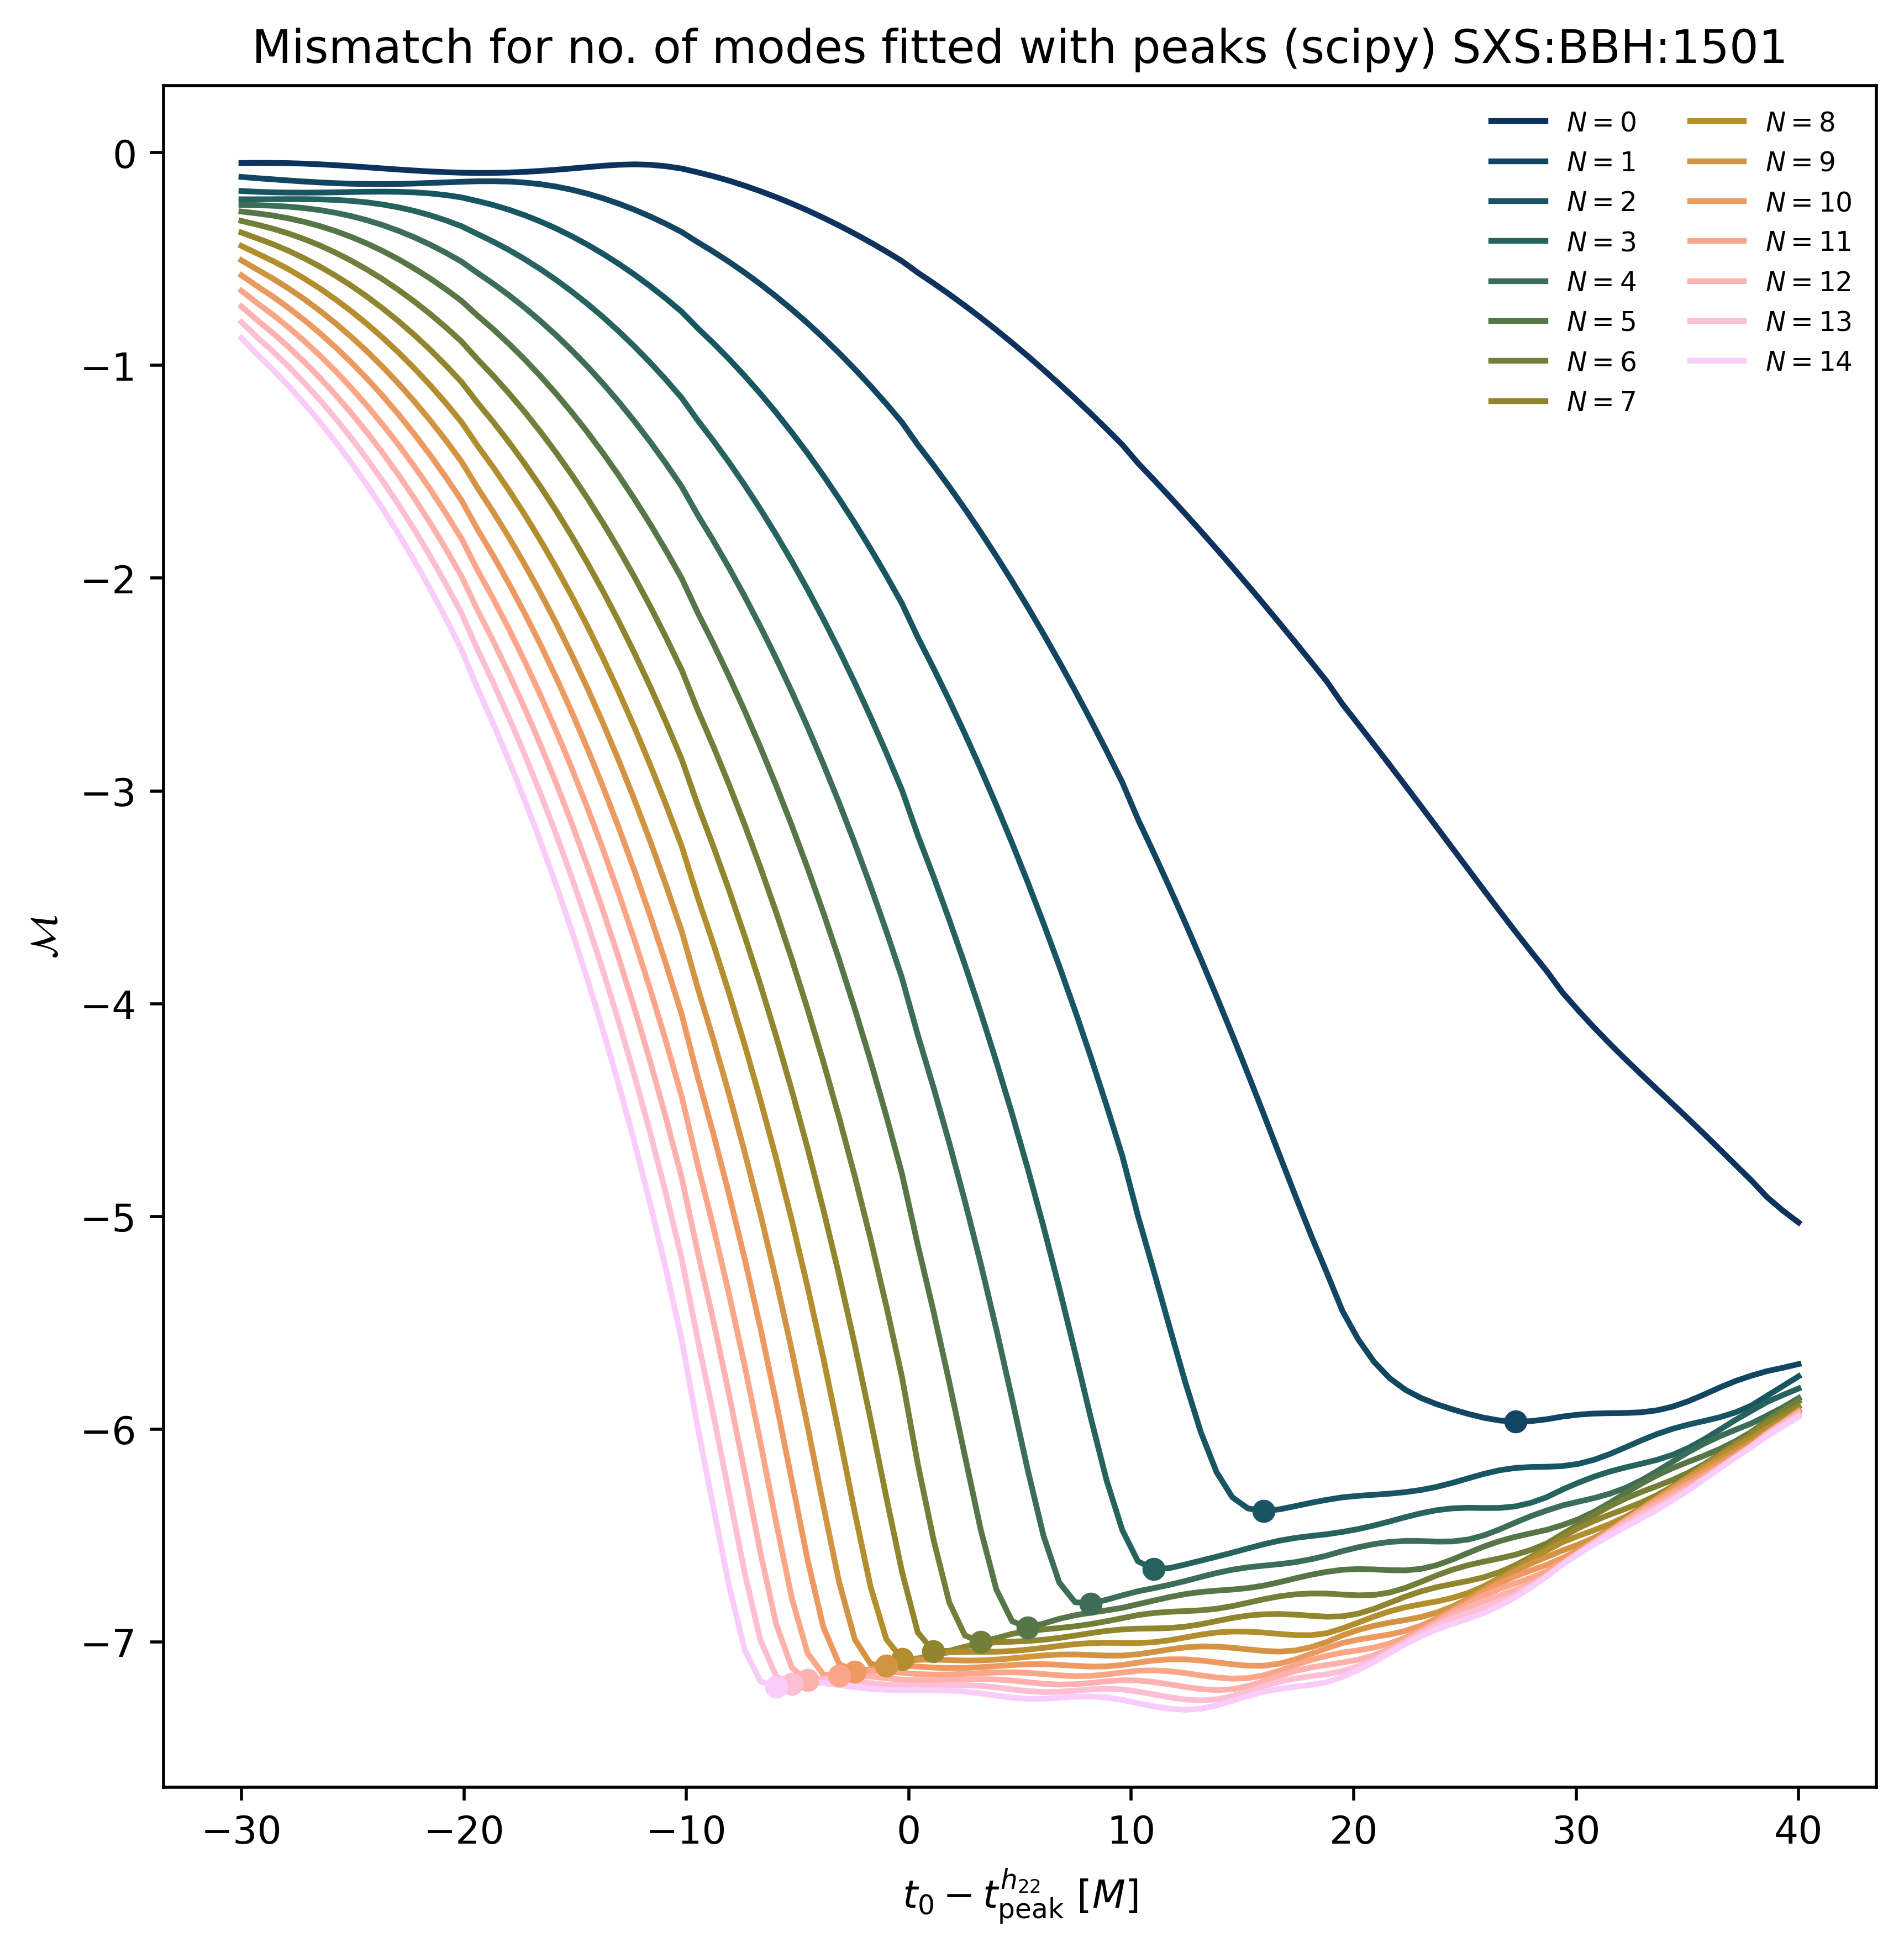 Mismatch for no. of modes fitted with peaks (scipy) SXS:BBH:1501
N = 0
N = 1
N = 2
N = 3
N = 4
N = 5
N = 6
N = 7
N = 8
N = 9
N = 10
N = 11
N = 12
N = 13
N = 14
0
−1
−2
−3
−4
−5
−6
−7
ℳ
−30 −20 −10 0 10 20 30 40
t₀ − t_peak^{h₂₂} [M]